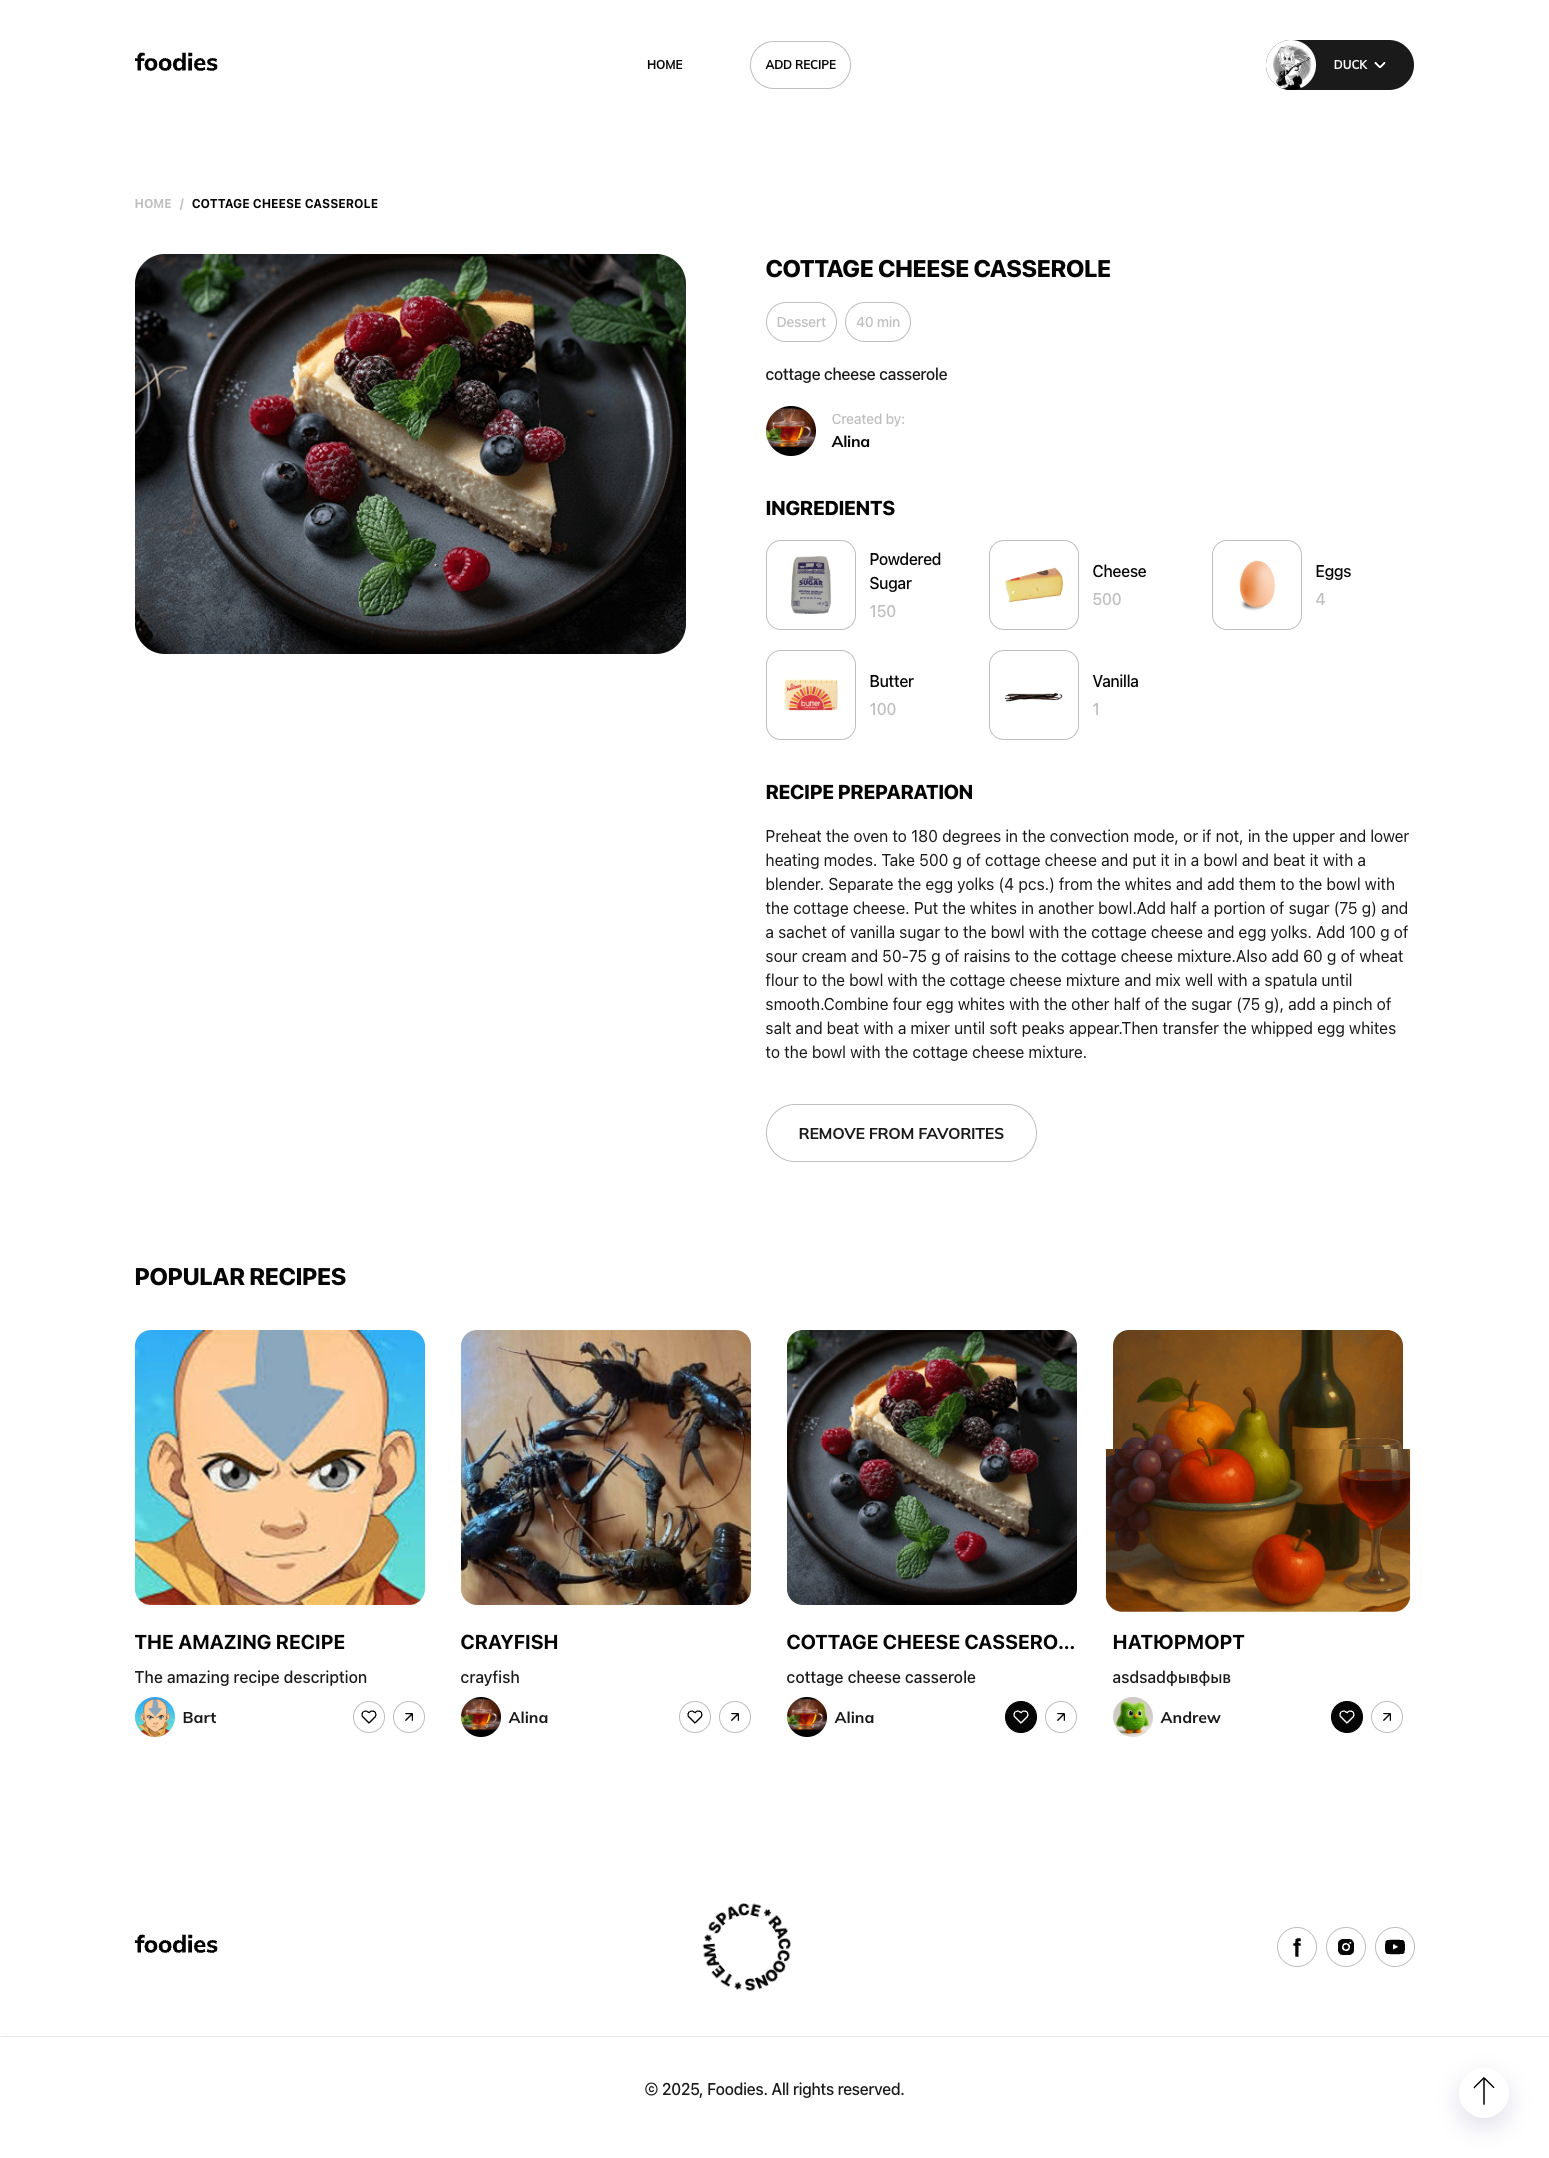 foodies
HOME
ADD RECIPE
DUCK
HOME / COTTAGE CHEESE CASSEROLE
COTTAGE CHEESE CASSEROLE
Dessert
40 min
cottage cheese casserole
Created by:
Alina
INGREDIENTS
SUGAR
Powdered
Sugar
150
Cheese
500
Eggs
4
butter
Butter
100
Vanilla
1
RECIPE PREPARATION
Preheat the oven to 180 degrees in the convection mode, or if not, in the upper and lower
heating modes. Take 500 g of cottage cheese and put it in a bowl and beat it with a
blender. Separate the egg yolks (4 pcs.) from the whites and add them to the bowl with
the cottage cheese. Put the whites in another bowl.Add half a portion of sugar (75 g) and
a sachet of vanilla sugar to the bowl with the cottage cheese and egg yolks. Add 100 g of
sour cream and 50-75 g of raisins to the cottage cheese mixture.Also add 60 g of wheat
flour to the bowl with the cottage cheese mixture and mix well with a spatula until
smooth.Combine four egg whites with the other half of the sugar (75 g), add a pinch of
salt and beat with a mixer until soft peaks appear.Then transfer the whipped egg whites
to the bowl with the cottage cheese mixture.
REMOVE FROM FAVORITES
POPULAR RECIPES
THE AMAZING RECIPE
The amazing recipe description
Bart
CRAYFISH
crayfish
Alina
COTTAGE CHEESE CASSERO...
cottage cheese casserole
Alina
НАТЮРМОРТ
asdsadфывфыв
Andrew
foodies
SPACE * RACCOONS * TEAM *
© 2025, Foodies. All rights reserved.